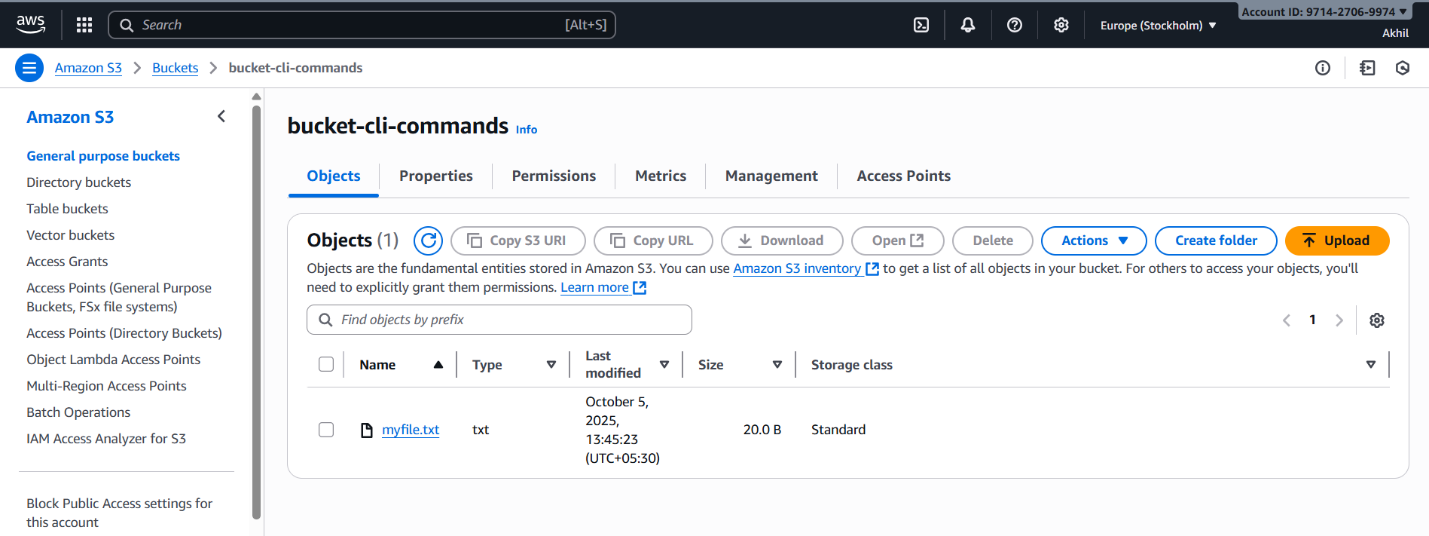 aws
Search [Alt+S]
Europe (Stockholm)
Account ID: 9714-2706-9974
Akhil
Amazon S3 > Buckets > bucket-cli-commands
Amazon S3
General purpose buckets
Directory buckets
Table buckets
Vector buckets
Access Grants
Access Points (General Purpose
Buckets, FSx file systems)
Access Points (Directory Buckets)
Object Lambda Access Points
Multi-Region Access Points
Batch Operations
IAM Access Analyzer for S3
Block Public Access settings for
this account
bucket-cli-commands Info
Objects Properties Permissions Metrics Management Access Points
Objects (1) Copy S3 URI Copy URL Download Open Delete Actions Create folder Upload
Objects are the fundamental entities stored in Amazon S3. You can use Amazon S3 inventory to get a list of all objects in your bucket. For others to access your objects, you'll
need to explicitly grant them permissions. Learn more
Find objects by prefix
1
Name Type Last modified Size Storage class
myfile.txt txt October 5, 2025, 13:45:23 (UTC+05:30) 20.0 B Standard